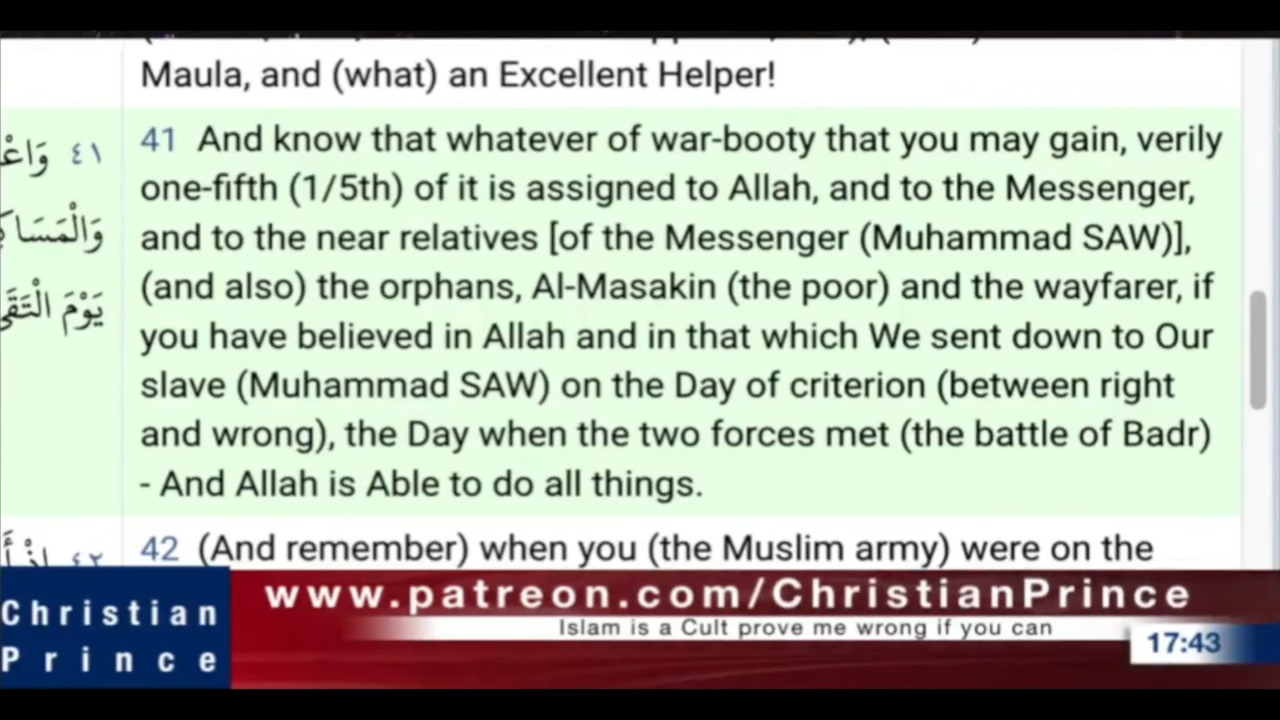 Maula, and (what) an Excellent Helper!
٤١ وَاعْ
41 And know that whatever of war-booty that you may gain, verily
one-fifth (1/5th) of it is assigned to Allah, and to the Messenger,
وَالْمَسَاكِ
and to the near relatives [of the Messenger (Muhammad SAW)],
(and also) the orphans, Al-Masakin (the poor) and the wayfarer, if
يَوْمَ الْتَقَى
you have believed in Allah and in that which We sent down to Our
slave (Muhammad SAW) on the Day of criterion (between right
and wrong), the Day when the two forces met (the battle of Badr)
- And Allah is Able to do all things.
٤٢ إِذْ أَ
42 (And remember) when you (the Muslim army) were on the
www.patreon.com/ChristianPrince
Islam is a Cult prove me wrong if you can
Christian
Prince
17:43